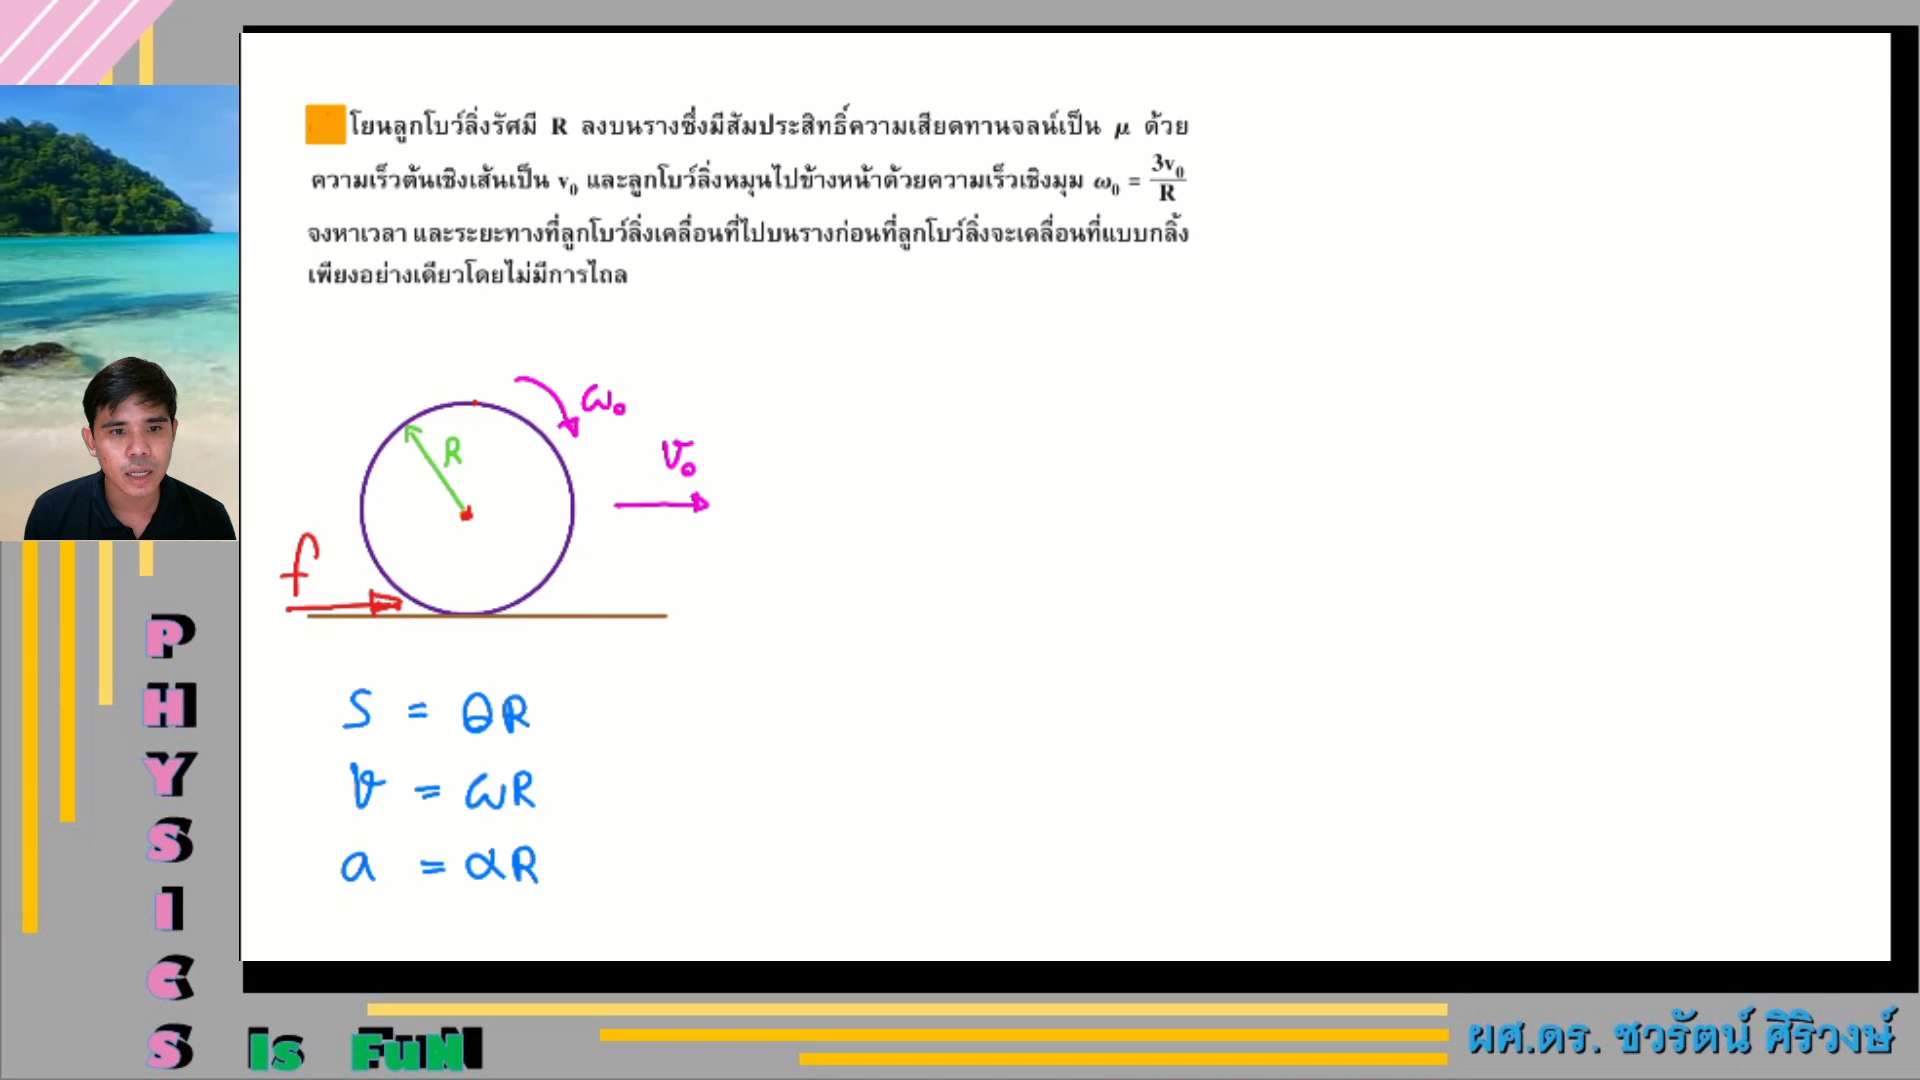 โยนลูกโบว์ลิ่งรัศมี R ลงบนรางซึ่งมีสัมประสิทธิ์ความเสียดทานจลน์เป็น μ ด้วย
ความเร็วต้นเชิงเส้นเป็น v₀ และลูกโบว์ลิ่งหมุนไปข้างหน้าด้วยความเร็วเชิงมุม ω₀ = 3v₀/R
จงหาเวลา และระยะทางที่ลูกโบว์ลิ่งเคลื่อนที่ไปบนรางก่อนที่ลูกโบว์ลิ่งจะเคลื่อนที่แบบกลิ้ง
เพียงอย่างเดียวโดยไม่มีการไถล
ω₀
R
v₀
f
S = θR
v = ωR
a = αR
PHYSICS
Is FuN
ผศ.ดร. ชวรัตน์ ศิริวงษ์